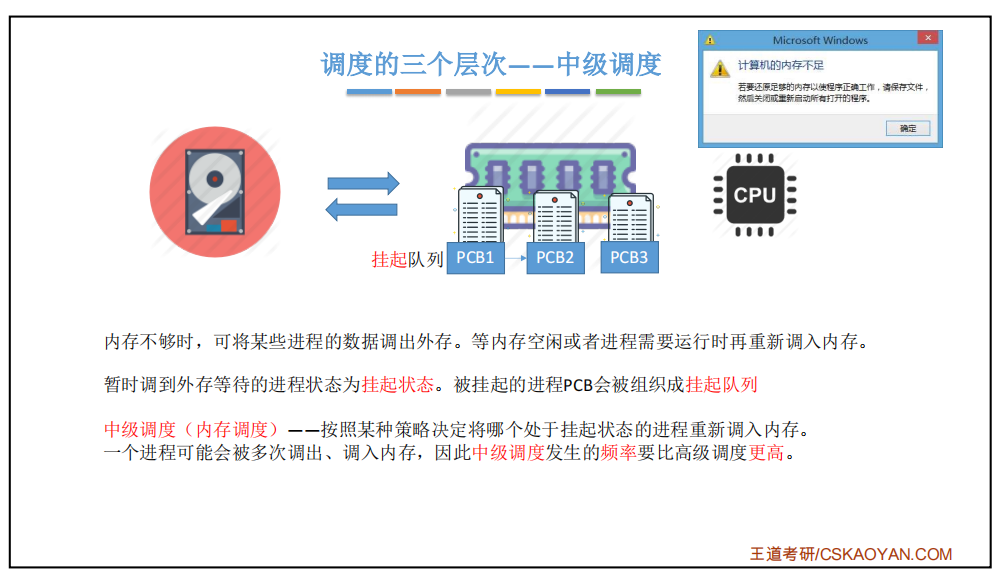 调度的三个层次——中级调度
Microsoft Windows
计算机的内存不足
若要还原足够的内存以使程序正确工作，请保存文件，
然后关闭或重新启动所有打开的程序。
确定
CPU
挂起队列
PCB1
PCB2
PCB3
内存不够时，可将某些进程的数据调出外存。等内存空闲或者进程需要运行时再重新调入内存。
暂时调到外存等待的进程状态为挂起状态。被挂起的进程PCB会被组织成挂起队列
中级调度（内存调度）——按照某种策略决定将哪个处于挂起状态的进程重新调入内存。
一个进程可能会被多次调出、调入内存，因此中级调度发生的频率要比高级调度更高。
王道考研/CSKAOYAN.COM